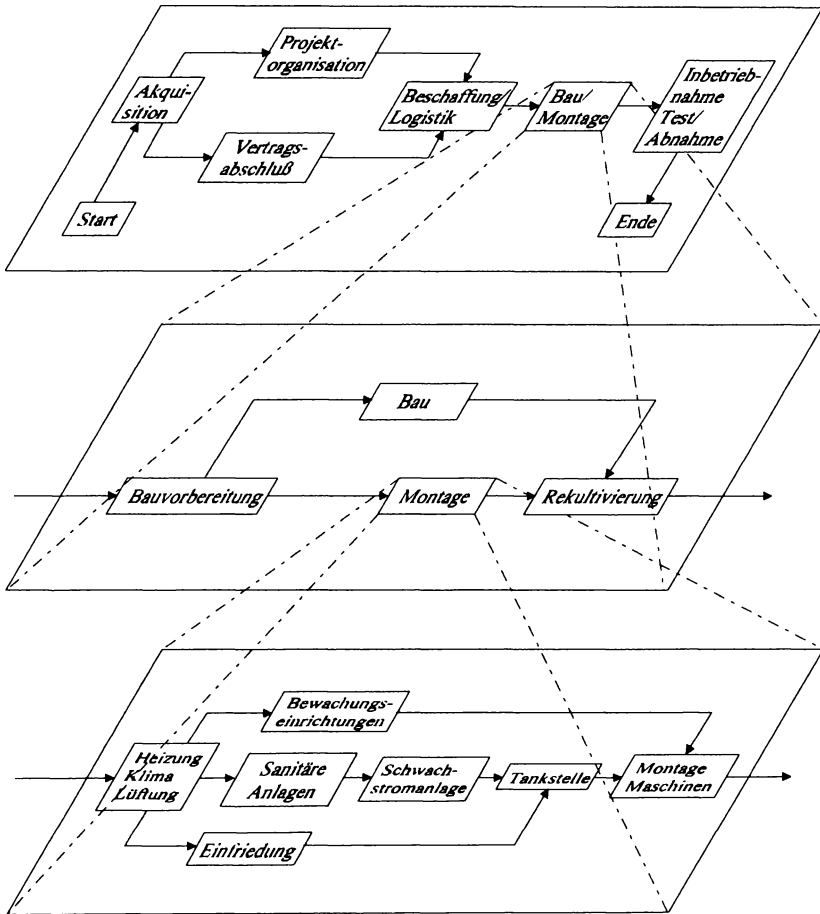 Projekt-
organisation
Akqui-
sition
Beschaffung/
Logistik
Bau/
Montage
Inbetrieb-
nahme
Test/
Abnahme
Vertrags-
abschluß
Start
Ende
Bau
Bauvorbereitung
Montage
Rekultivierung
Bewachungs-
einrichtungen
Heizung
Klima
Lüftung
Sanitäre
Anlagen
Schwach-
stromanlage
Tankstelle
Montage
Maschinen
Einfriedung